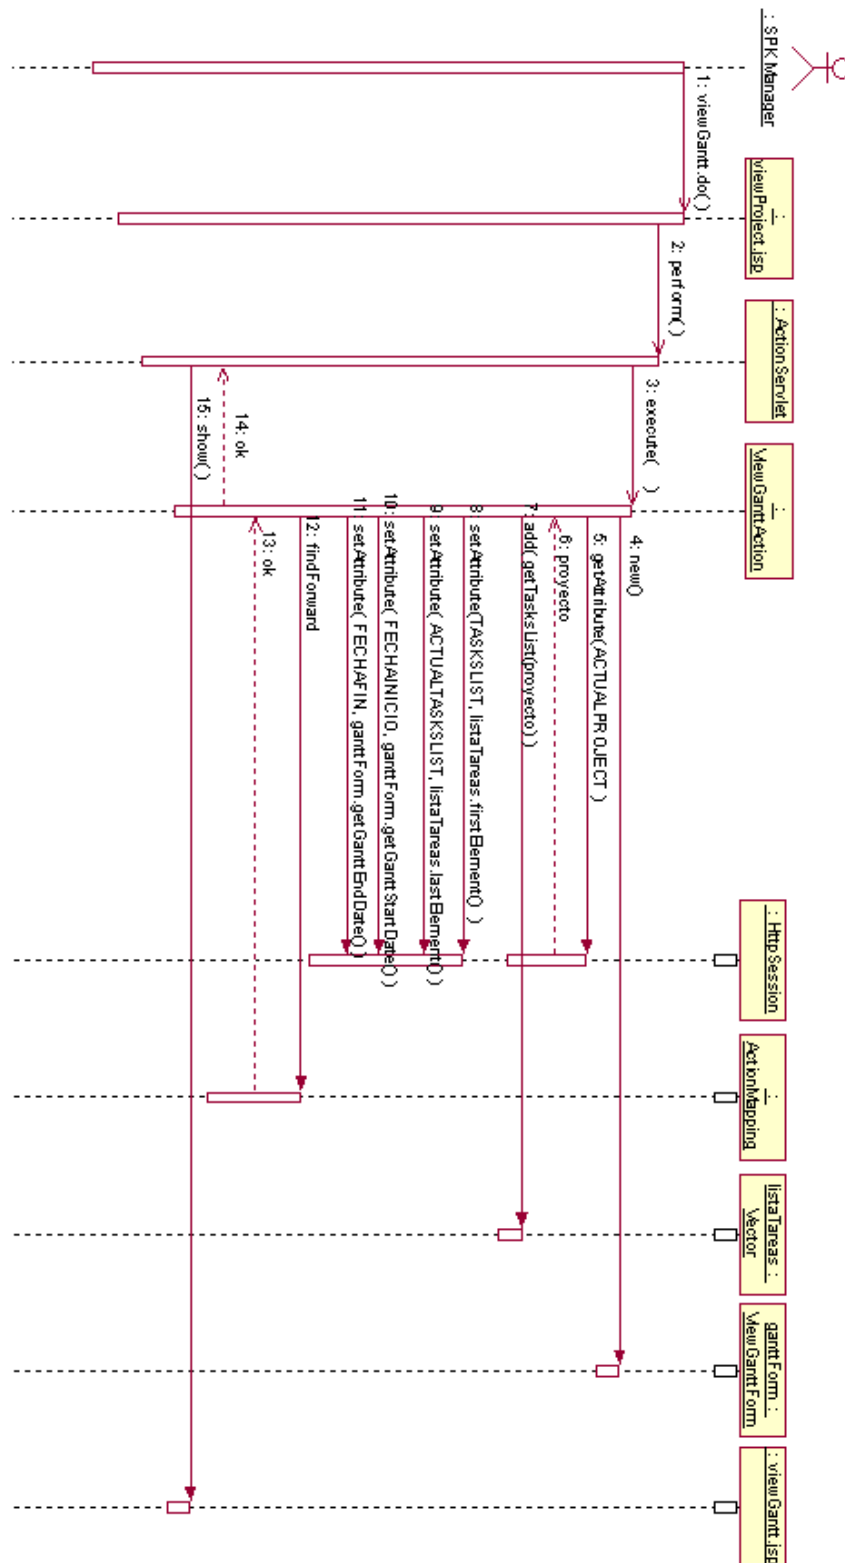 : SPK Manager
:
viewProject.jsp
: ActionServlet
:
ViewGanttAction
: HttpSession
:
ActionMapping
listaTareas :
Vector
ganttForm :
ViewGanttForm
: viewGantt.jsp
1: viewGantt.do( )
2: perform( )
3: execute( )
4: new()
5: getAttribute( ACTUALPROJECT )
6: proyecto
7: add( getTasksList(proyecto) )
8: setAttribute(TASKSLIST, listaTareas.firstElement() )
9: setAttribute( ACTUALTASKSLIST, listaTareas.lastElement() )
10: setAttribute( FECHAINICIO, ganttForm.getGanttStartDate() )
11: setAttribute( FECHAFIN, ganttForm.getGanttEndDate() )
12: findForward
13: ok
14: ok
15: show( )